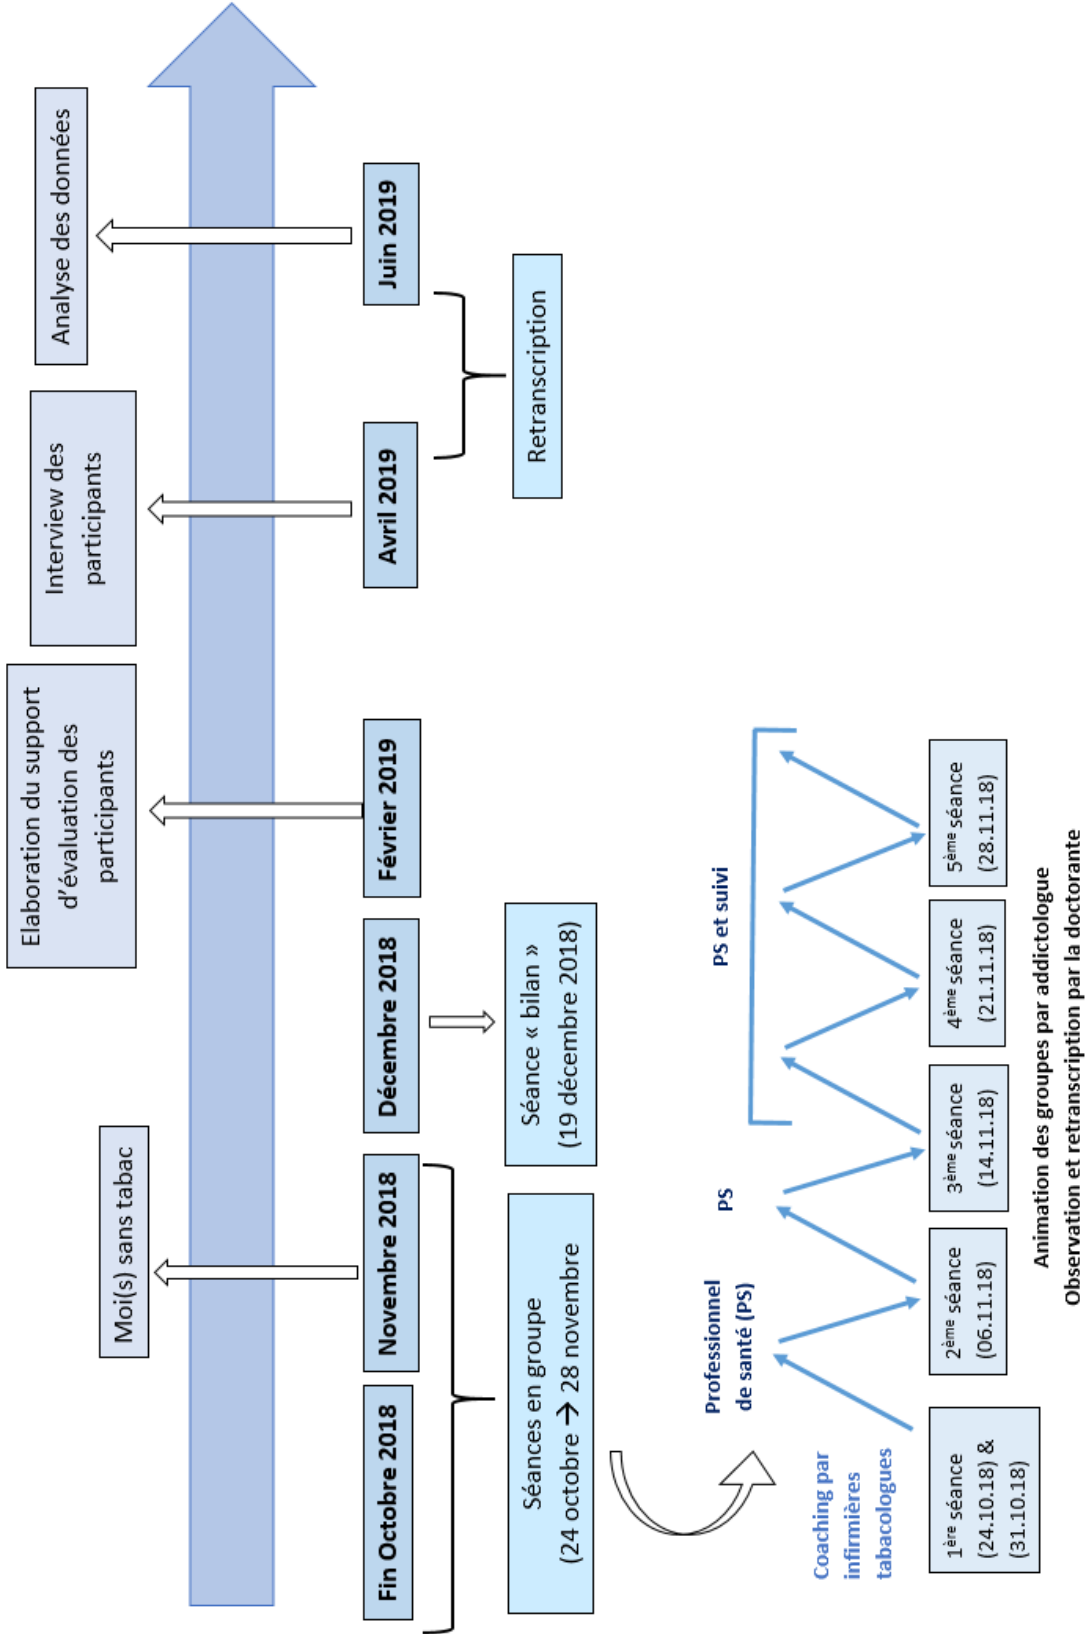 Moi(s) sans tabac
Elaboration du support
d'évaluation des
participants
Interview des
participants
Analyse des données
Fin Octobre 2018
Novembre 2018
Décembre 2018
Février 2019
Avril 2019
Juin 2019
Séances en groupe
(24 octobre → 28 novembre)
Séance « bilan »
(19 décembre 2018)
Retranscription
Professionnel
de santé (PS)
PS
PS et suivi
Coaching par
infirmières
tabacologues
1ère séance
(24.10.18) &
(31.10.18)
2ème séance
(06.11.18)
3ème séance
(14.11.18)
4ème séance
(21.11.18)
5ème séance
(28.11.18)
Animation des groupes par addictologue
Observation et retranscription par la doctorante